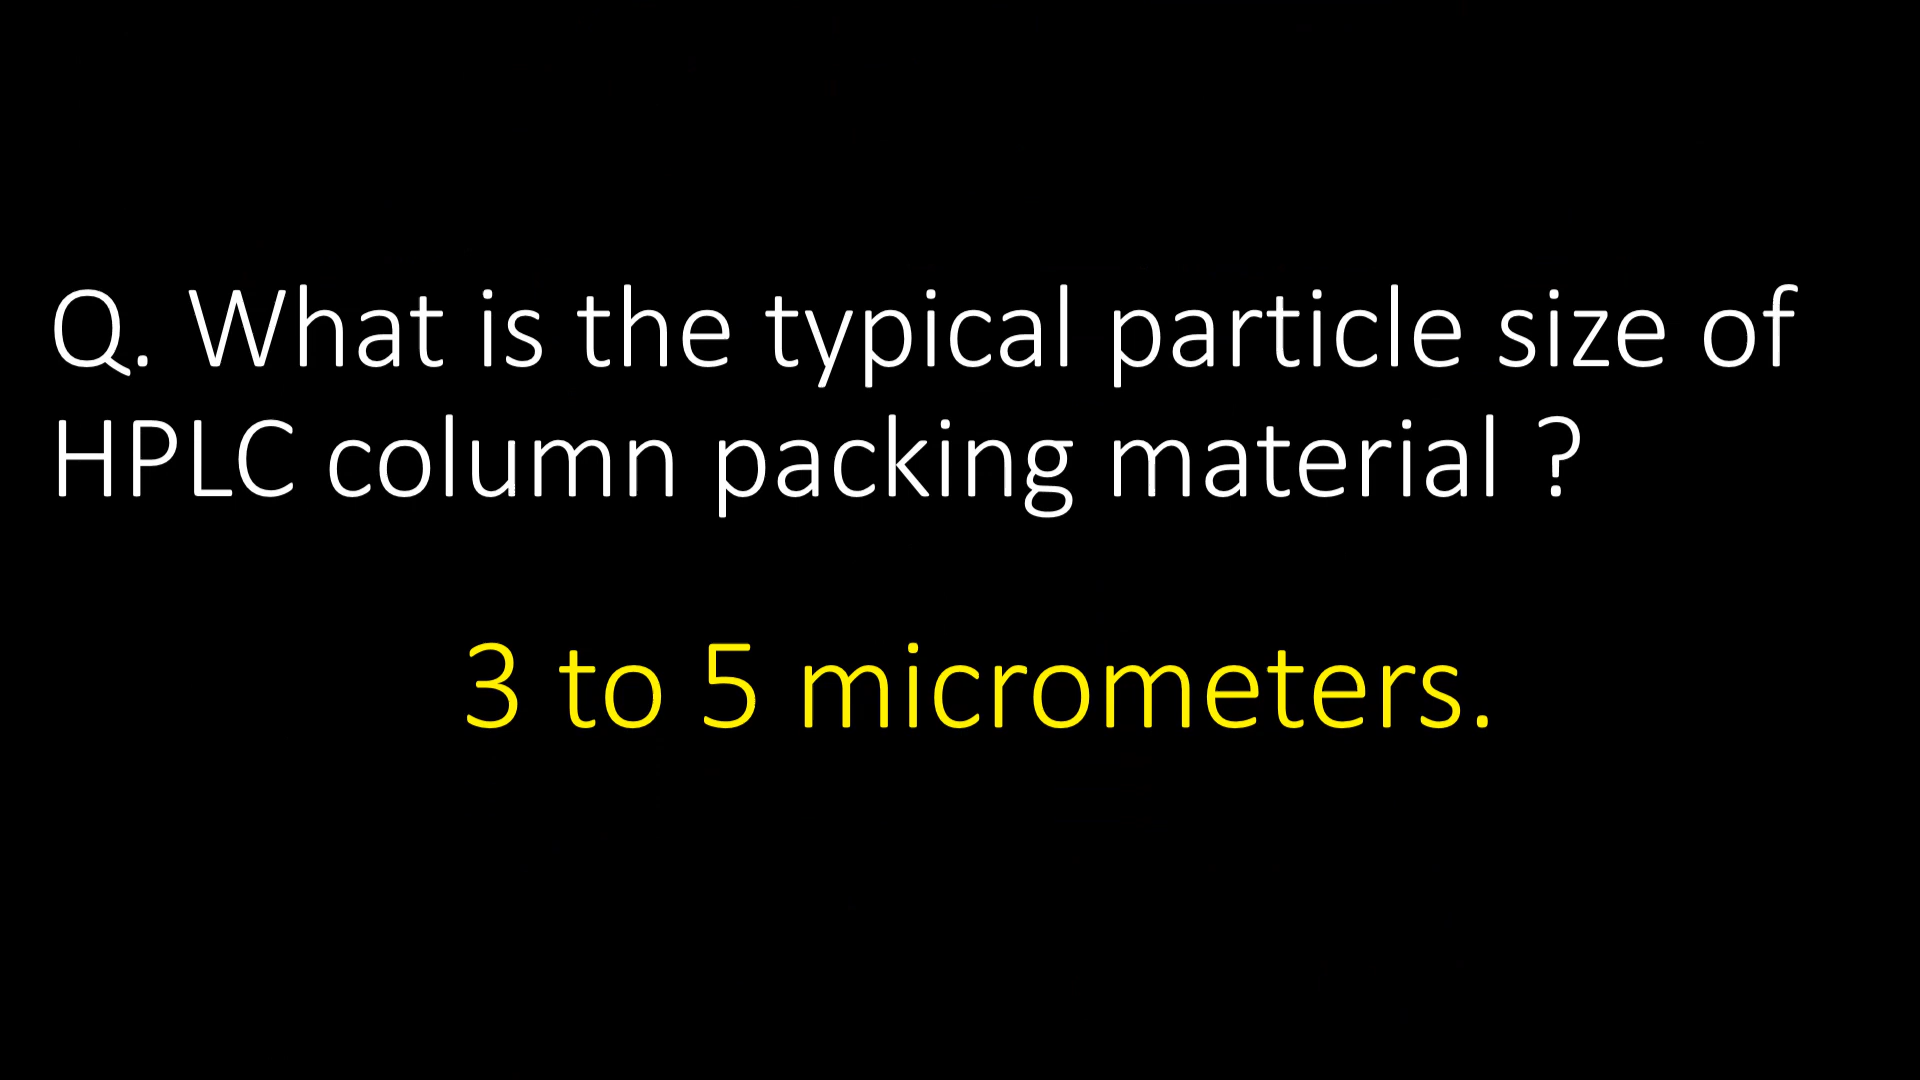 Q. What is the typical particle size of
HPLC column packing material ?
3 to 5 micrometers.